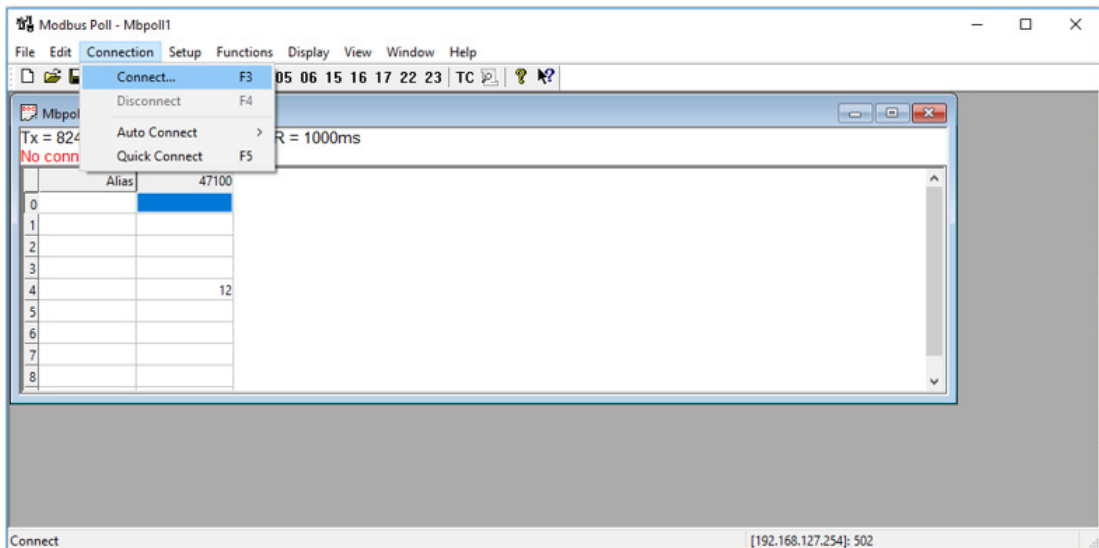 Modbus Poll - Mbpoll1
File Edit Connection Setup Functions Display View Window Help
Connect... F3 05 06 15 16 17 22 23 TC
Disconnect F4
Mbpol
Auto Connect >
Tx = 824 R = 1000ms
Quick Connect F5
No conn
Alias 47100
0
1
2
3
4 12
5
6
7
8
Connect [192.168.127.254]: 502